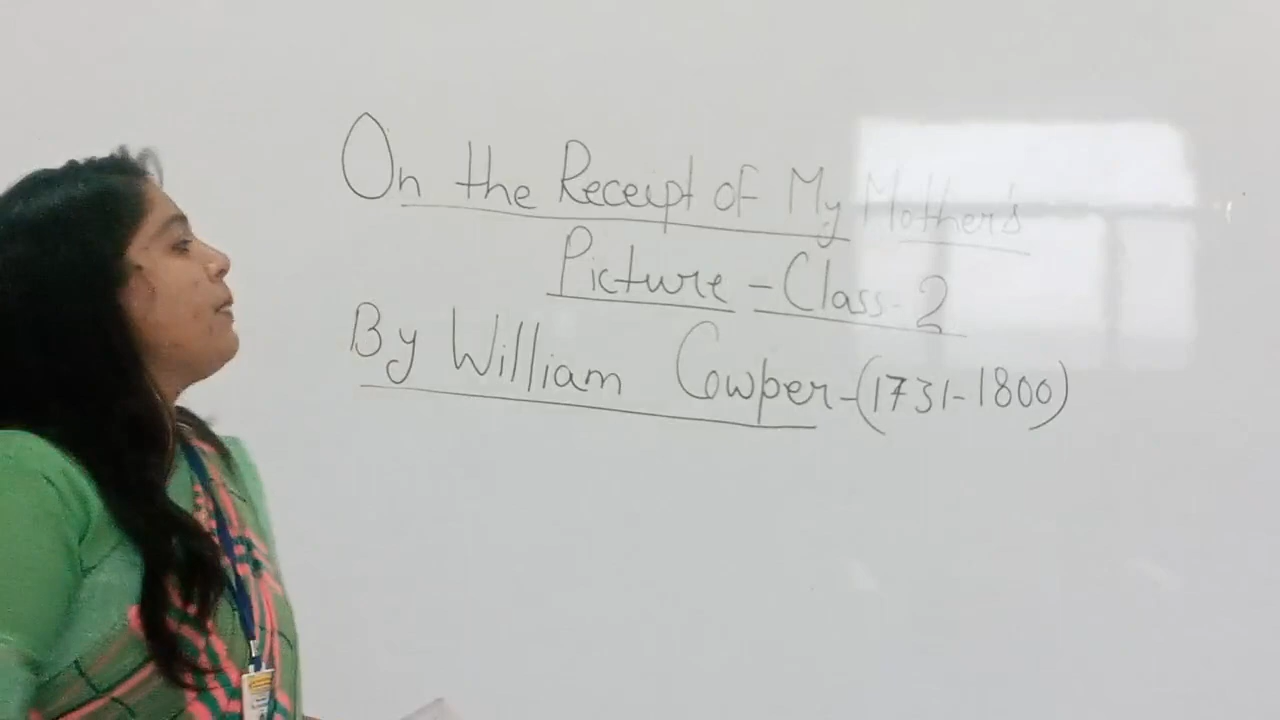 On the Receipt of My Mother's
Picture - Class - 2
By William Cowper - (1731-1800)